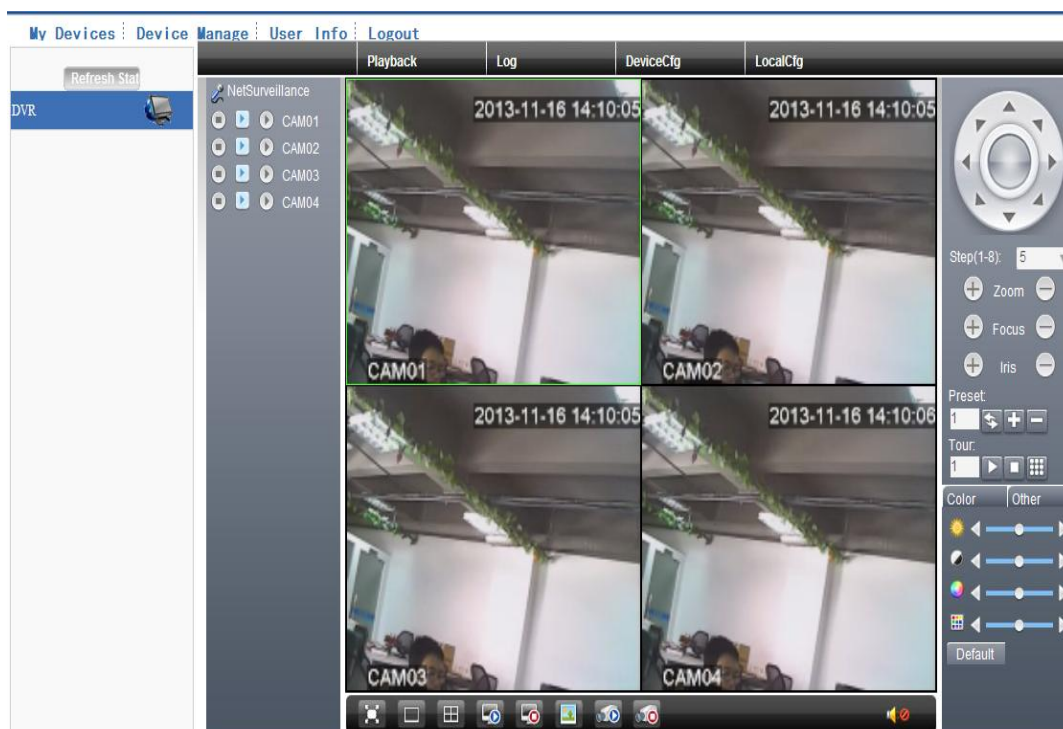 My Devices Device Manage User Info Logout
Refresh Stat
Playback Log DeviceCfg LocalCfg
DVR
NetSurveillance
CAM01
CAM02
CAM03
CAM04
2013-11-16 14:10:05
CAM01
2013-11-16 14:10:05
CAM02
2013-11-16 14:10:05
CAM03
2013-11-16 14:10:06
CAM04
Step(1-8): 5
Zoom
Focus
Iris
Preset:
1
Tour:
1
Color Other
Default